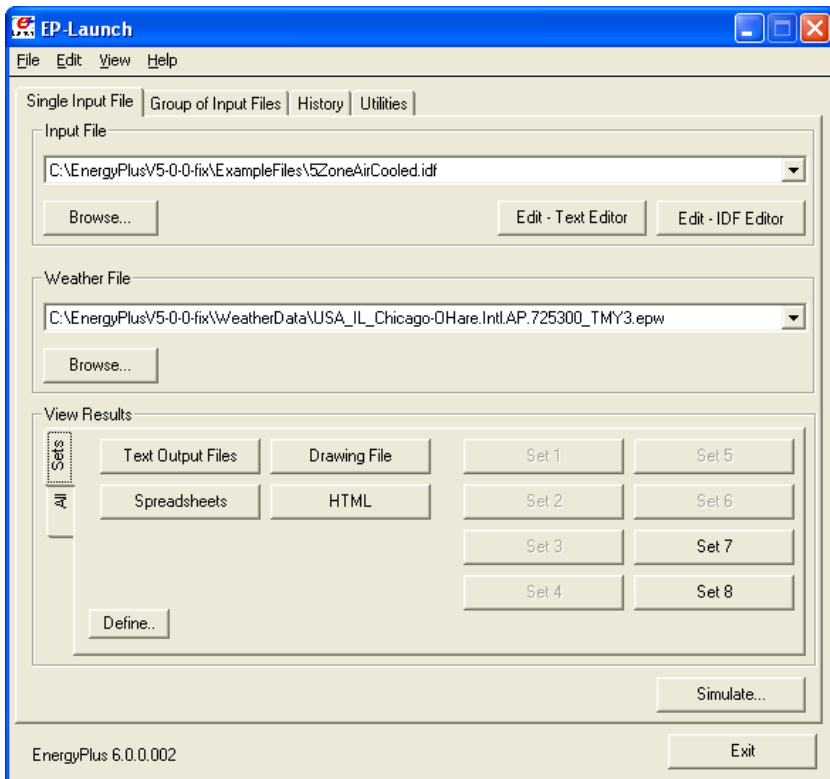 EP-Launch
File Edit View Help
Single Input File Group of Input Files History Utilities
Input File
C:\EnergyPlusV5-0-0-fix\ExampleFiles\5ZoneAirCooled.idf
Browse... Edit - Text Editor Edit - IDF Editor
Weather File
C:\EnergyPlusV5-0-0-fix\WeatherData\USA_IL_Chicago-OHare.Intl.AP.725300_TMY3.epw
Browse...
View Results
Sets
All
Text Output Files Drawing File Set 1 Set 5
Spreadsheets HTML Set 2 Set 6
Set 3 Set 7
Set 4 Set 8
Define..
Simulate...
EnergyPlus 6.0.0.002 Exit